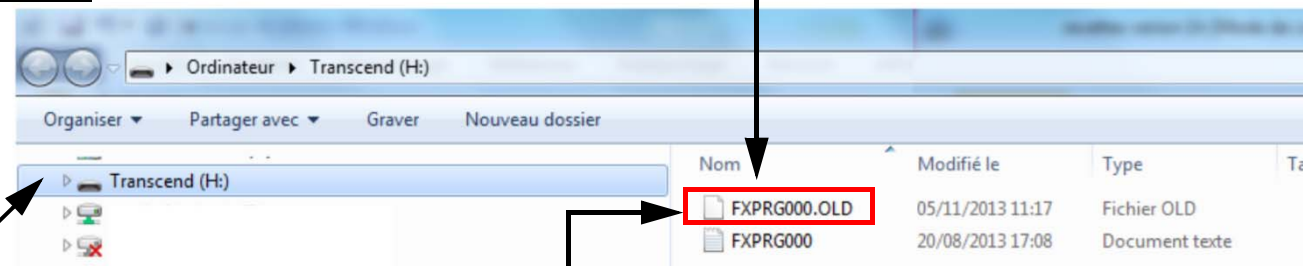 Ordinateur Transcend (H:)
Organiser Partager avec Graver Nouveau dossier
Transcend (H:)
Nom Modifié le Type
FXPRG000.OLD 05/11/2013 11:17 Fichier OLD
FXPRG000 20/08/2013 17:08 Document texte